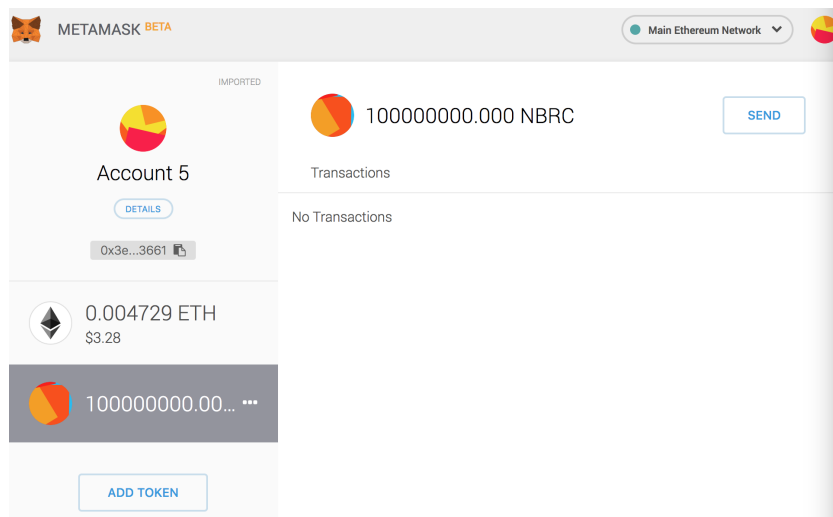 METAMASK BETA
Main Ethereum Network
IMPORTED
Account 5
DETAILS
0x3e...3661
0.004729 ETH
$3.28
100000000.00...
ADD TOKEN
100000000.000 NBRC
SEND
Transactions
No Transactions